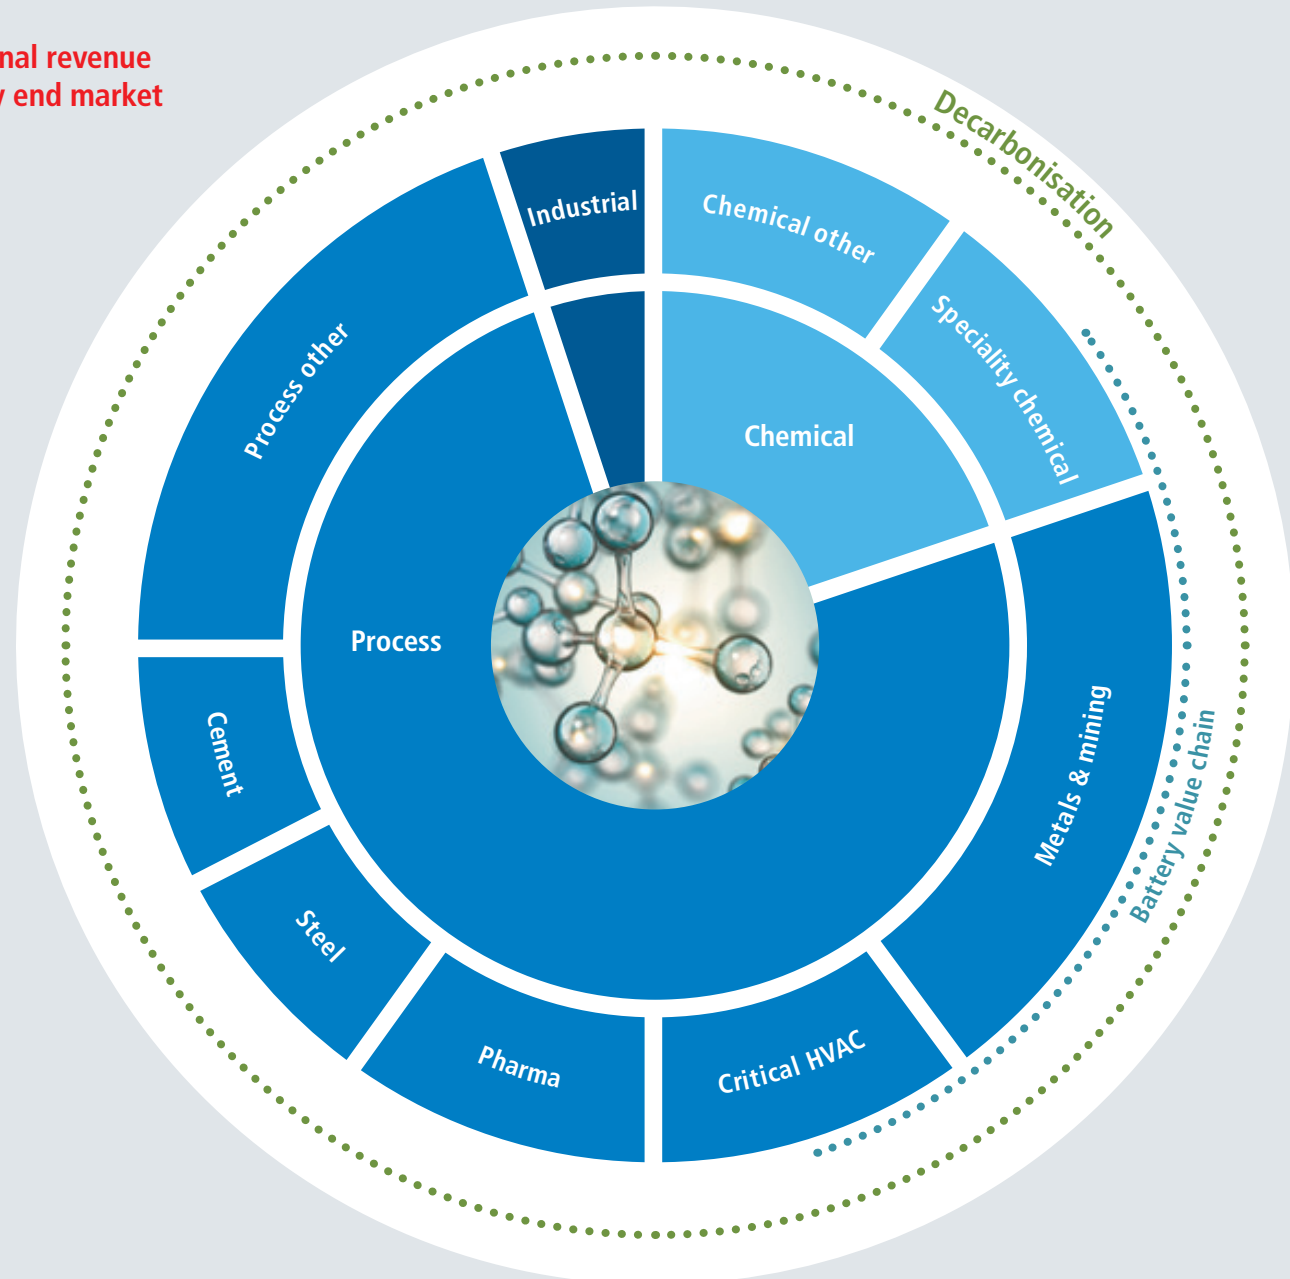 nal revenue
end market
Decarbonisation
Industrial
Chemical other
Speciality chemical
Process other
Chemical
Process
Metals & mining
Battery value chain
Cement
Steel
Pharma
Critical HVAC